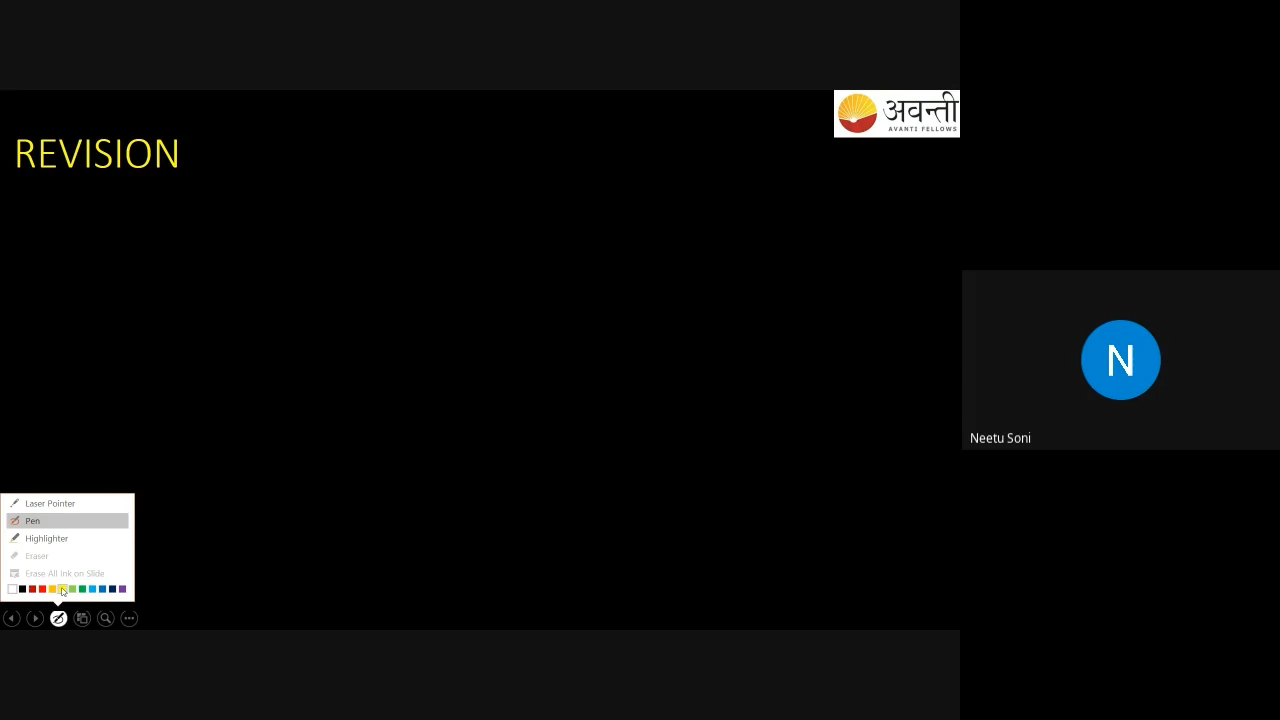 अवन्ती
AVANTI FELLOWS
REVISION
N
Neetu Soni
Laser Pointer
Pen
Highlighter
Eraser
Erase All Ink on Slide